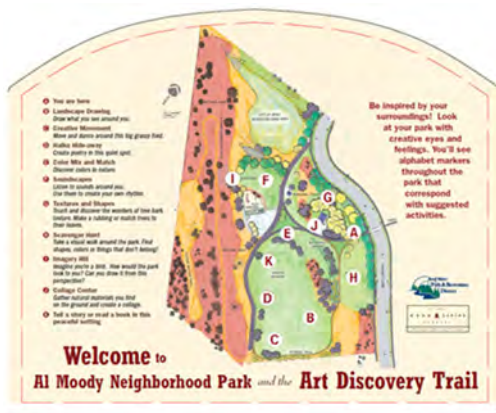 You are here
Landscape Drawing
Draw what you see around you.
Creative Movement
Move and dance around this big grassy field.
Haiku Hide-away
Create poetry in this quiet spot.
Color Mix and Match
Discover colors in nature
Soundscapes
Listen to sounds around you.
Use them to create your own rhythm.
Textures and Shapes
Touch and discover the wonders of tree bark
texture. Make a rubbing or match trees to
their leaves.
Scavenger Hunt
Take a visual walk around the park. Find
shapes, colors or things that don't belong!
Imagery Hill
Imagine you're a bird. How would the park
look to you? Can you draw it from this
perspective?
Collage Center
Gather natural materials you find
on the ground and create a collage.
Tell a story or read a book in this
peaceful setting
Be inspired by your
surroundings! Look
at your park with
creative eyes and
feelings. You'll see
alphabet markers
throughout the
park that
correspond
with suggested
activities.
I
F
G
J
A
E
K
H
D
B
C
Welcome to
Al Moody Neighborhood Park and the Art Discovery Trail